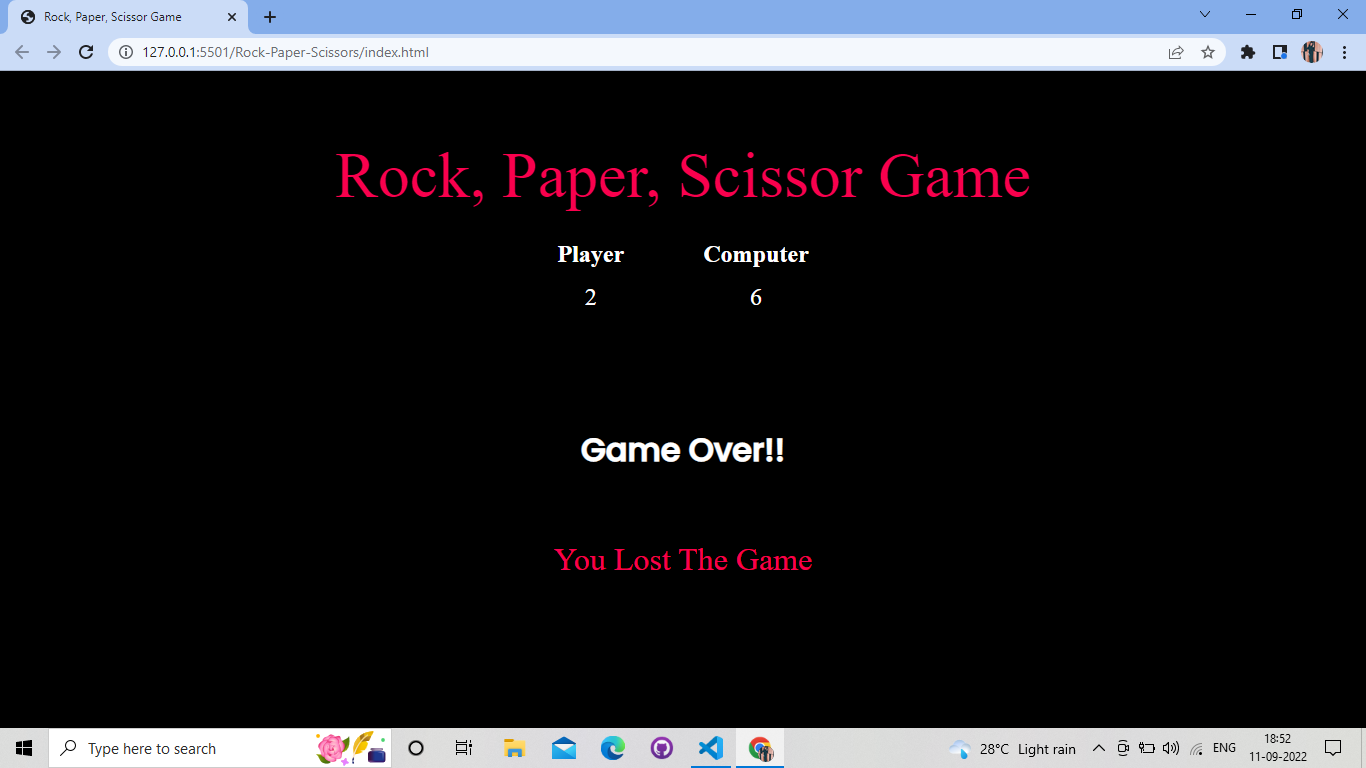 Rock, Paper, Scissor Game
127.0.0.1:5501/Rock-Paper-Scissors/index.html
Rock, Paper, Scissor Game
Player Computer
2 6
Game Over!!
You Lost The Game
Type here to search
28°C Light rain
ENG
18:52
11-09-2022